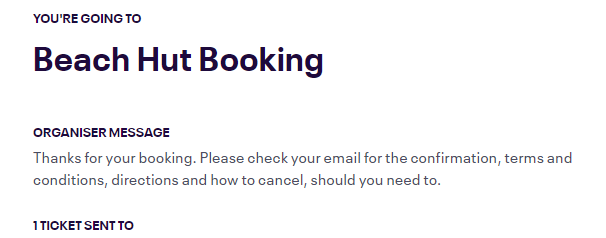 YOU'RE GOING TO
Beach Hut Booking
ORGANISER MESSAGE
Thanks for your booking. Please check your email for the confirmation, terms and
conditions, directions and how to cancel, should you need to.
1 TICKET SENT TO